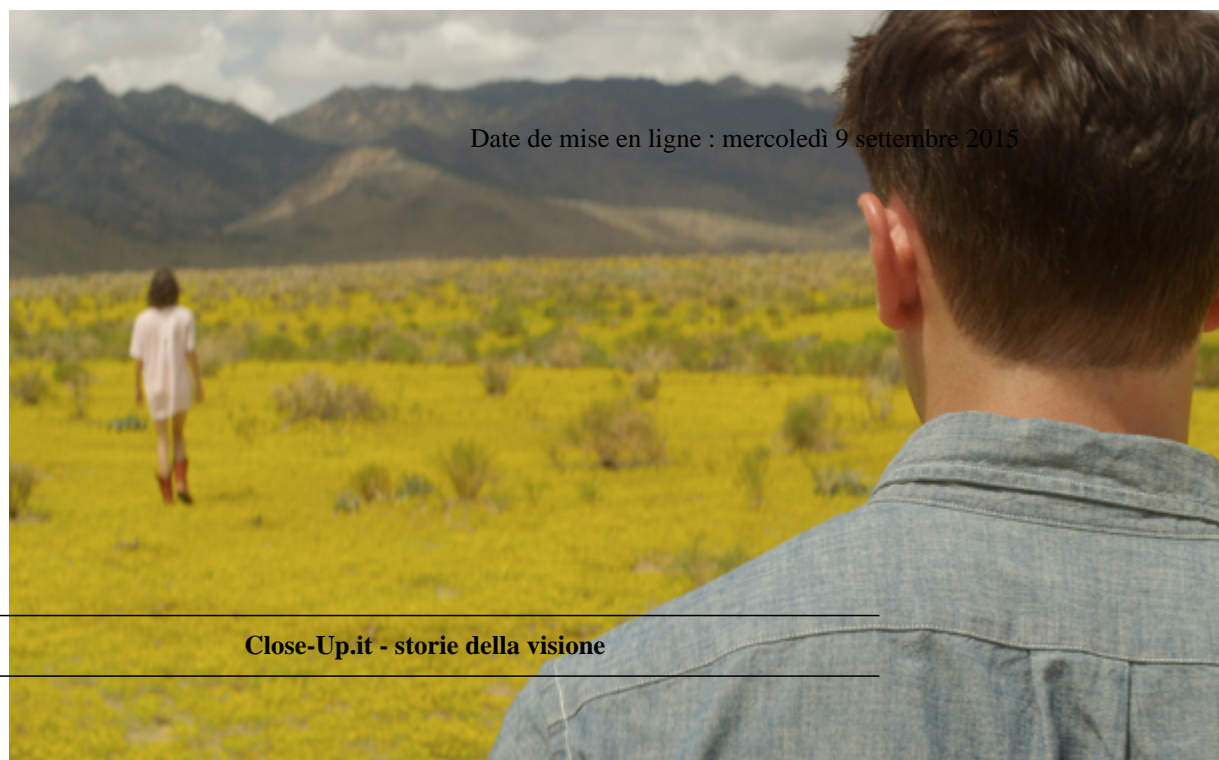 Date de mise en ligne : mercoledì 9 settembre 2015
Close-Up.it - storie della visione